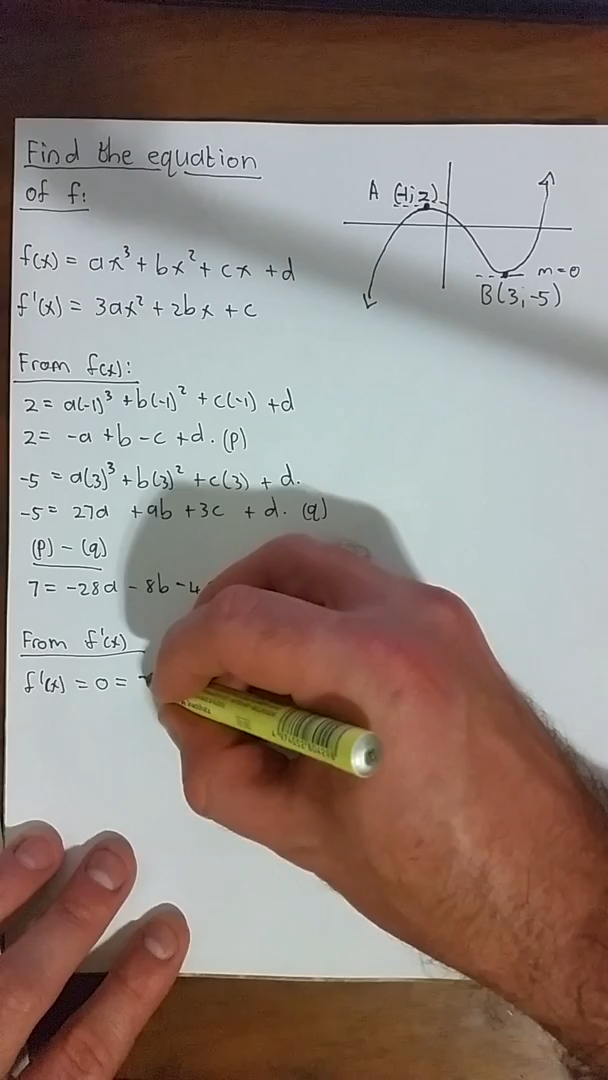 Find the equation
of f:
A (-1; 2)
m=0
B(3; -5)
f(x) = ax³ + bx² + cx + d
f'(x) = 3ax² + 2bx + c
From f(x):
2 = a(-1)³ + b(-1)² + c(-1) + d
2 = -a + b - c + d. (p)
-5 = a(3)³ + b(3)² + c(3) + d.
-5 = 27a + 9b + 3c + d. (q)
(p) - (q)
7 = -28a - 8b - 4
From f'(x)
f'(x) = 0 =